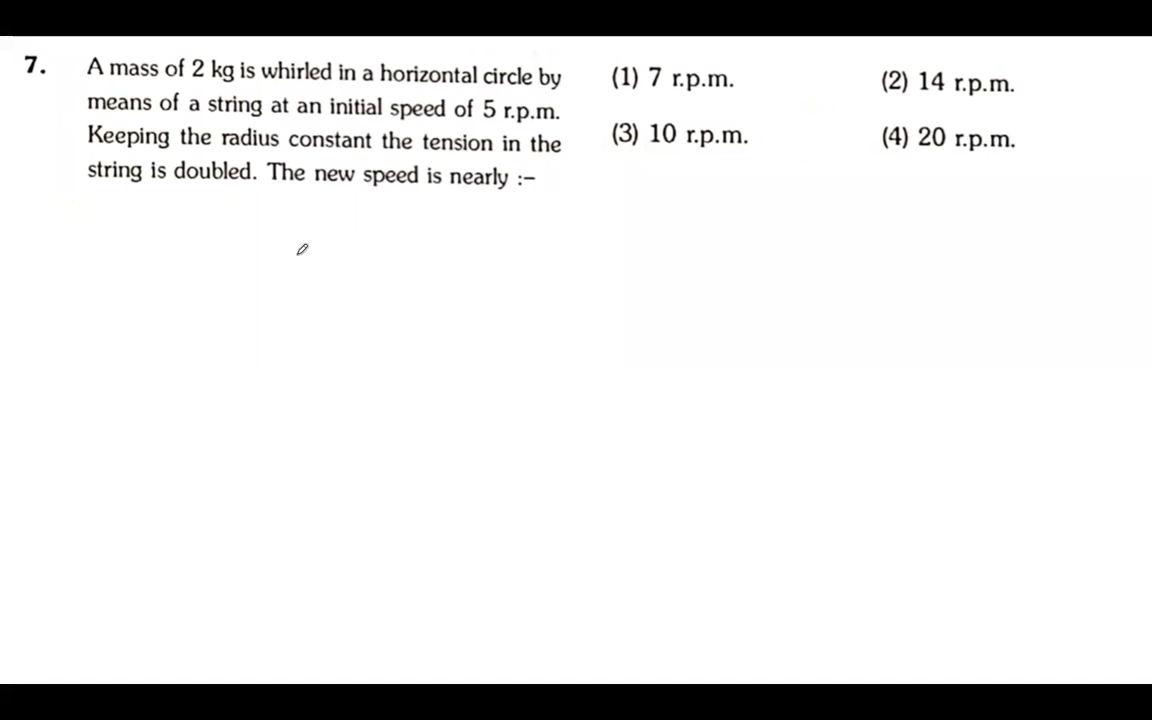 7. A mass of 2 kg is whirled in a horizontal circle by
means of a string at an initial speed of 5 r.p.m.
Keeping the radius constant the tension in the
string is doubled. The new speed is nearly :–
(1) 7 r.p.m. (2) 14 r.p.m.
(3) 10 r.p.m. (4) 20 r.p.m.